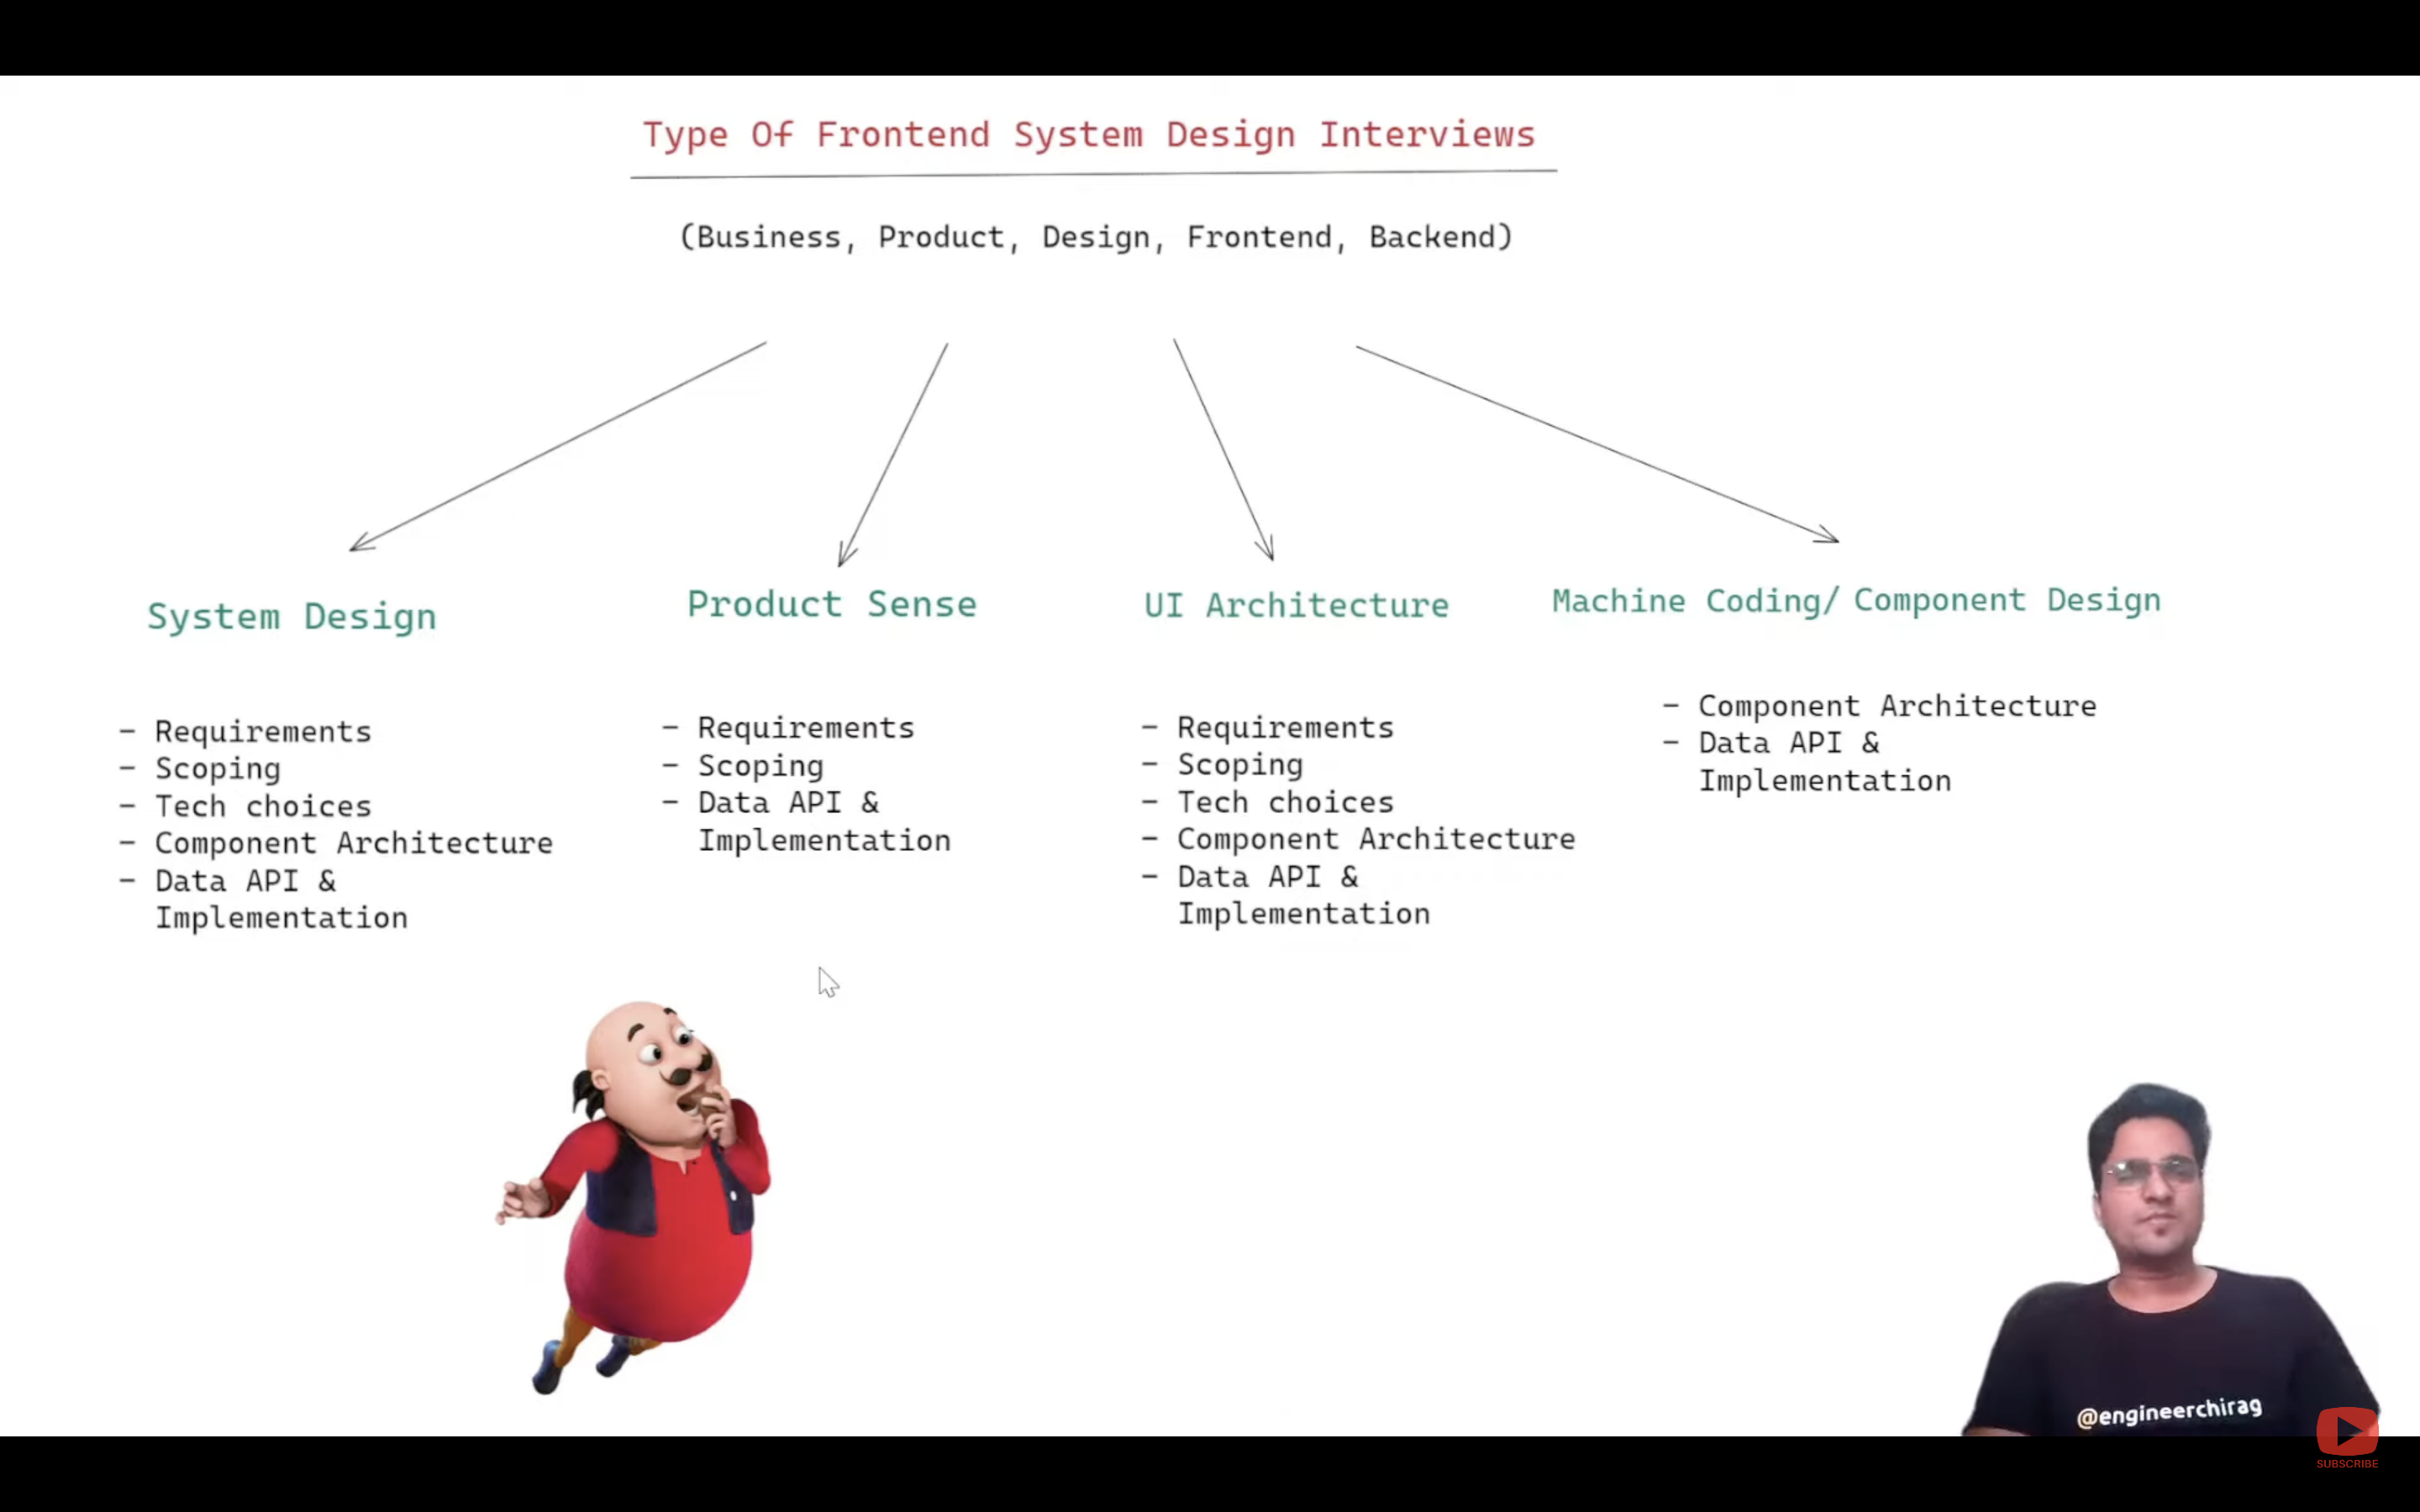 Type Of Frontend System Design Interviews
(Business, Product, Design, Frontend, Backend)
System Design
- Requirements
- Scoping
- Tech choices
- Component Architecture
- Data API &
Implementation
Product Sense
- Requirements
- Scoping
- Data API &
Implementation
UI Architecture
- Requirements
- Scoping
- Tech choices
- Component Architecture
- Data API &
Implementation
Machine Coding/ Component Design
- Component Architecture
- Data API &
Implementation
@engineerchirag
SUBSCRIBE